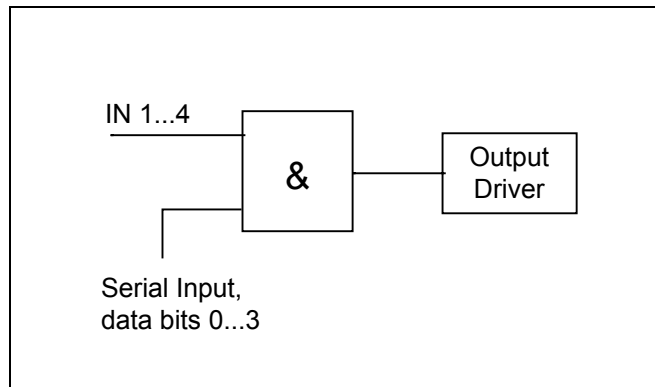 IN 1...4
&
Output
Driver
Serial Input,
data bits 0...3